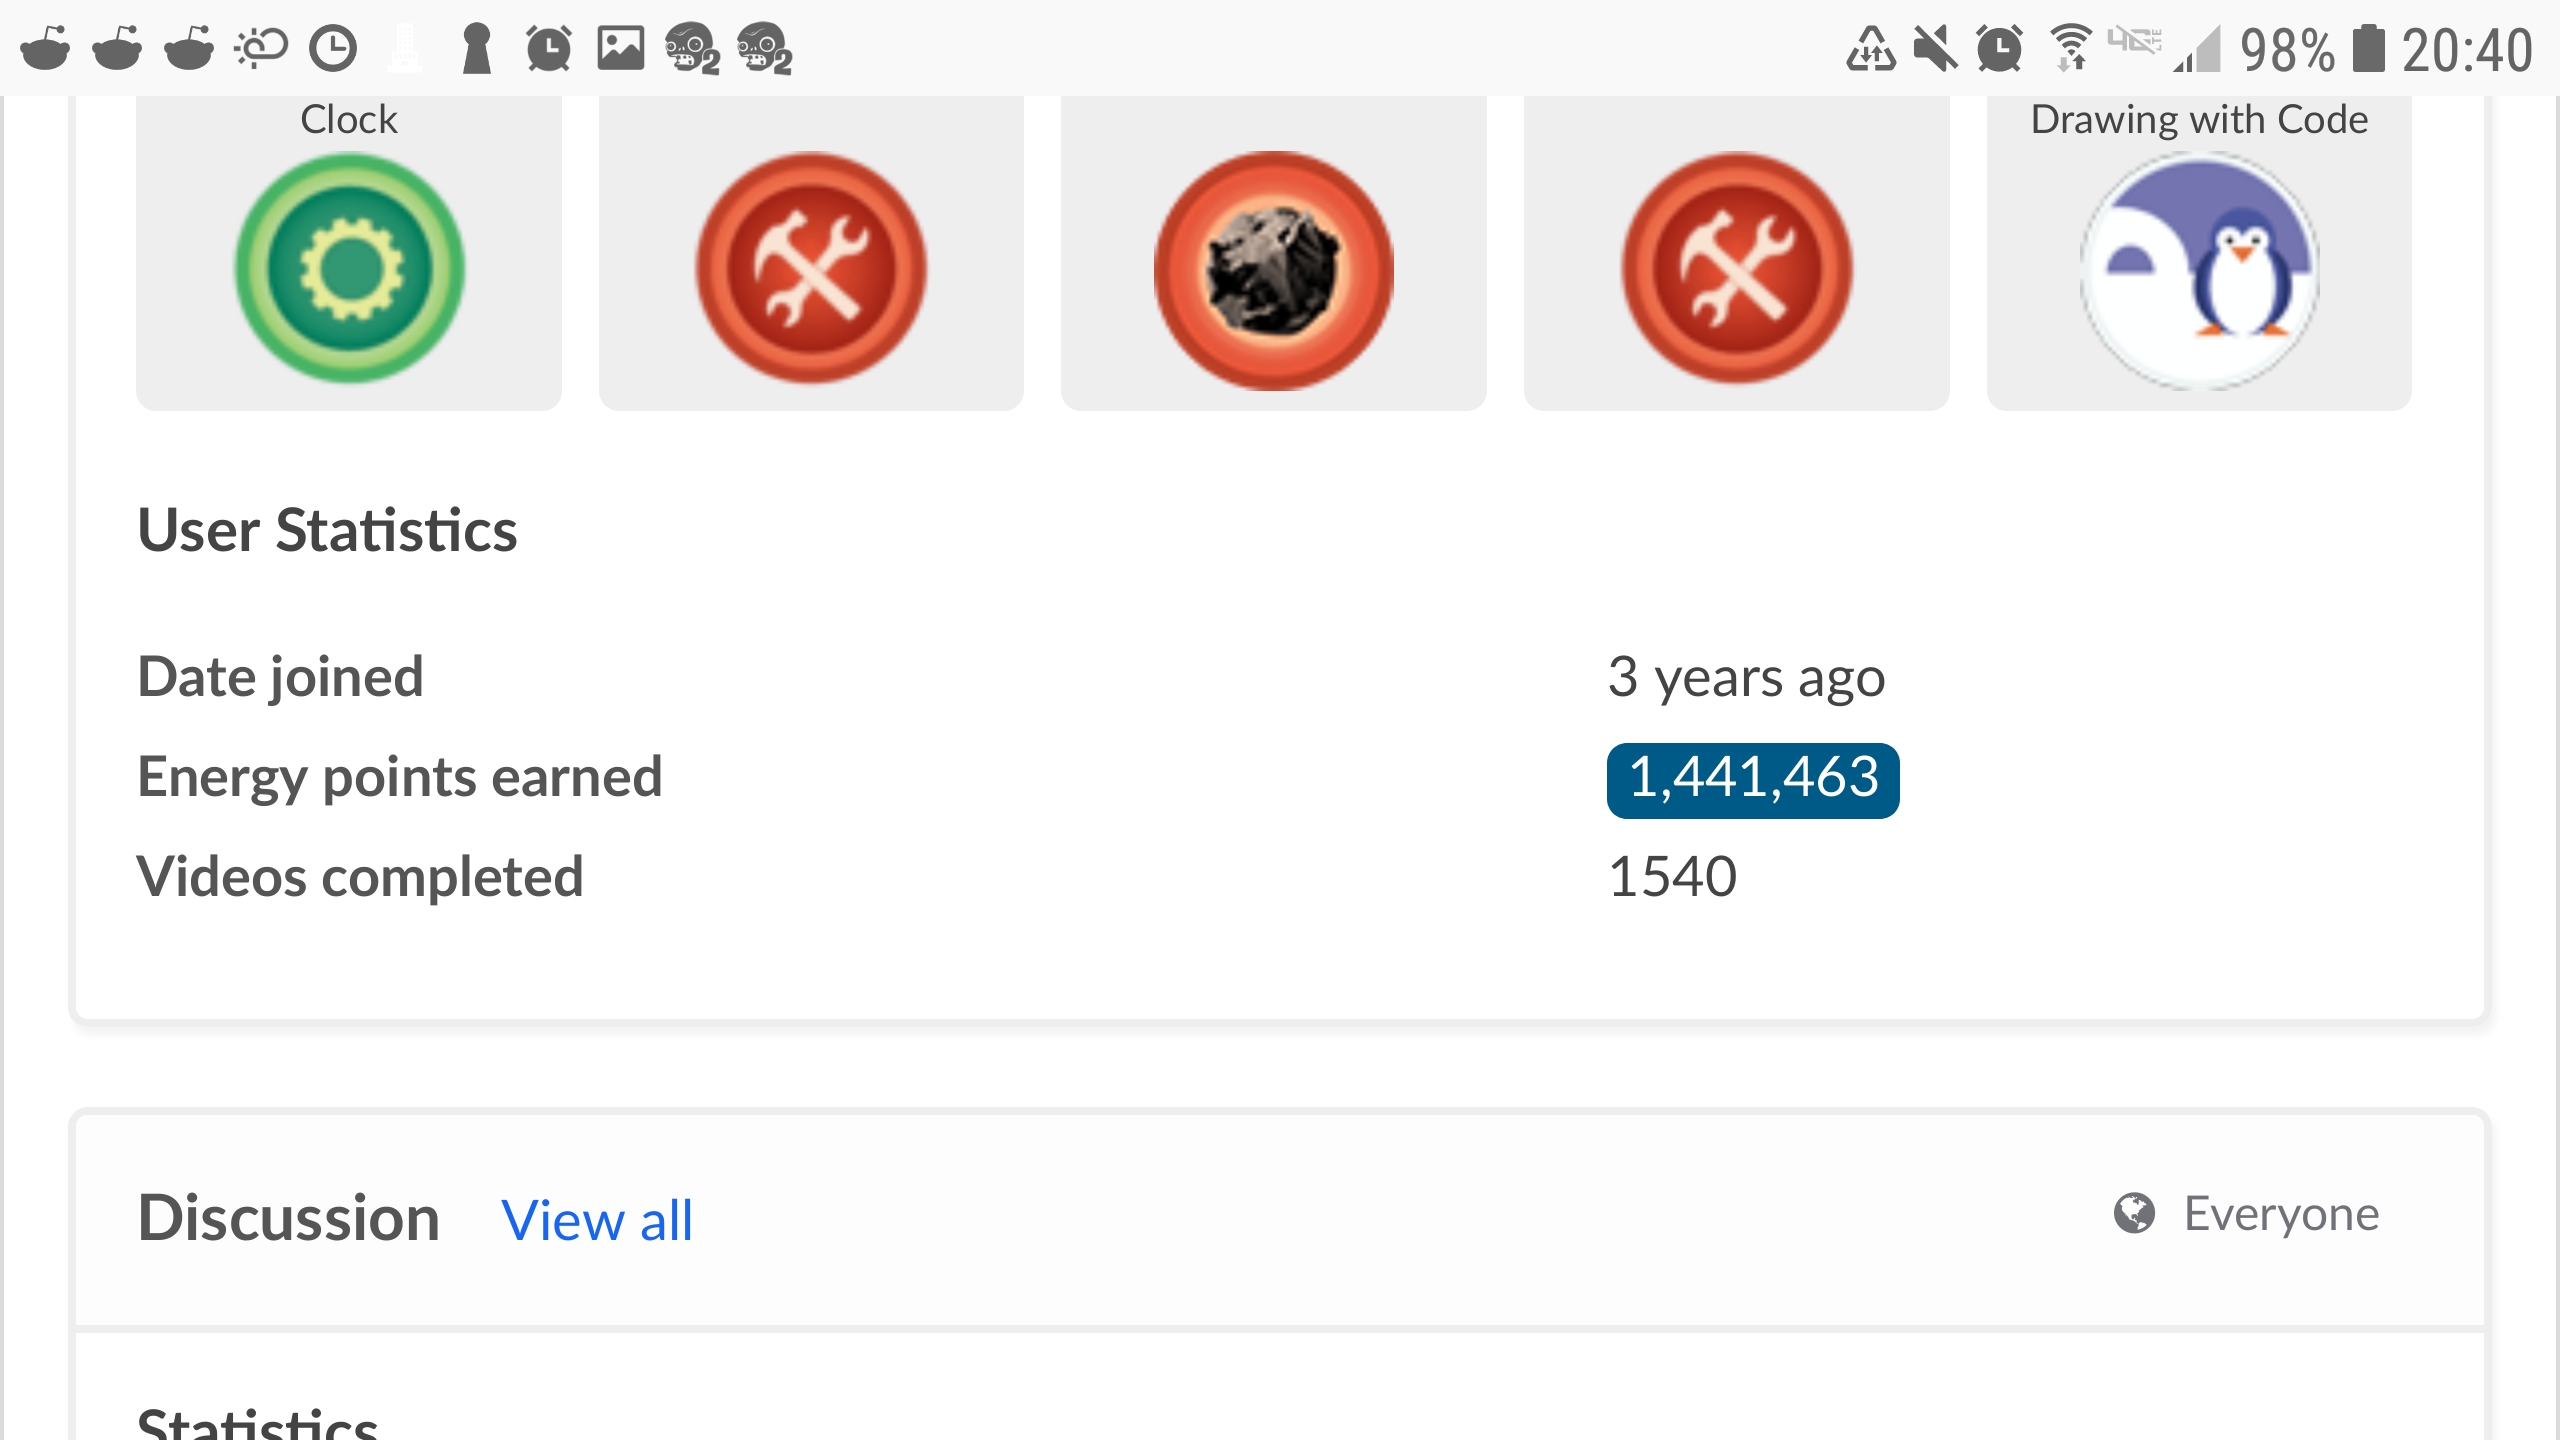 98% 20:40
Clock
Drawing with Code
User Statistics
Date joined 3 years ago
Energy points earned 1,441,463
Videos completed 1540
Discussion View all Everyone
Statistics